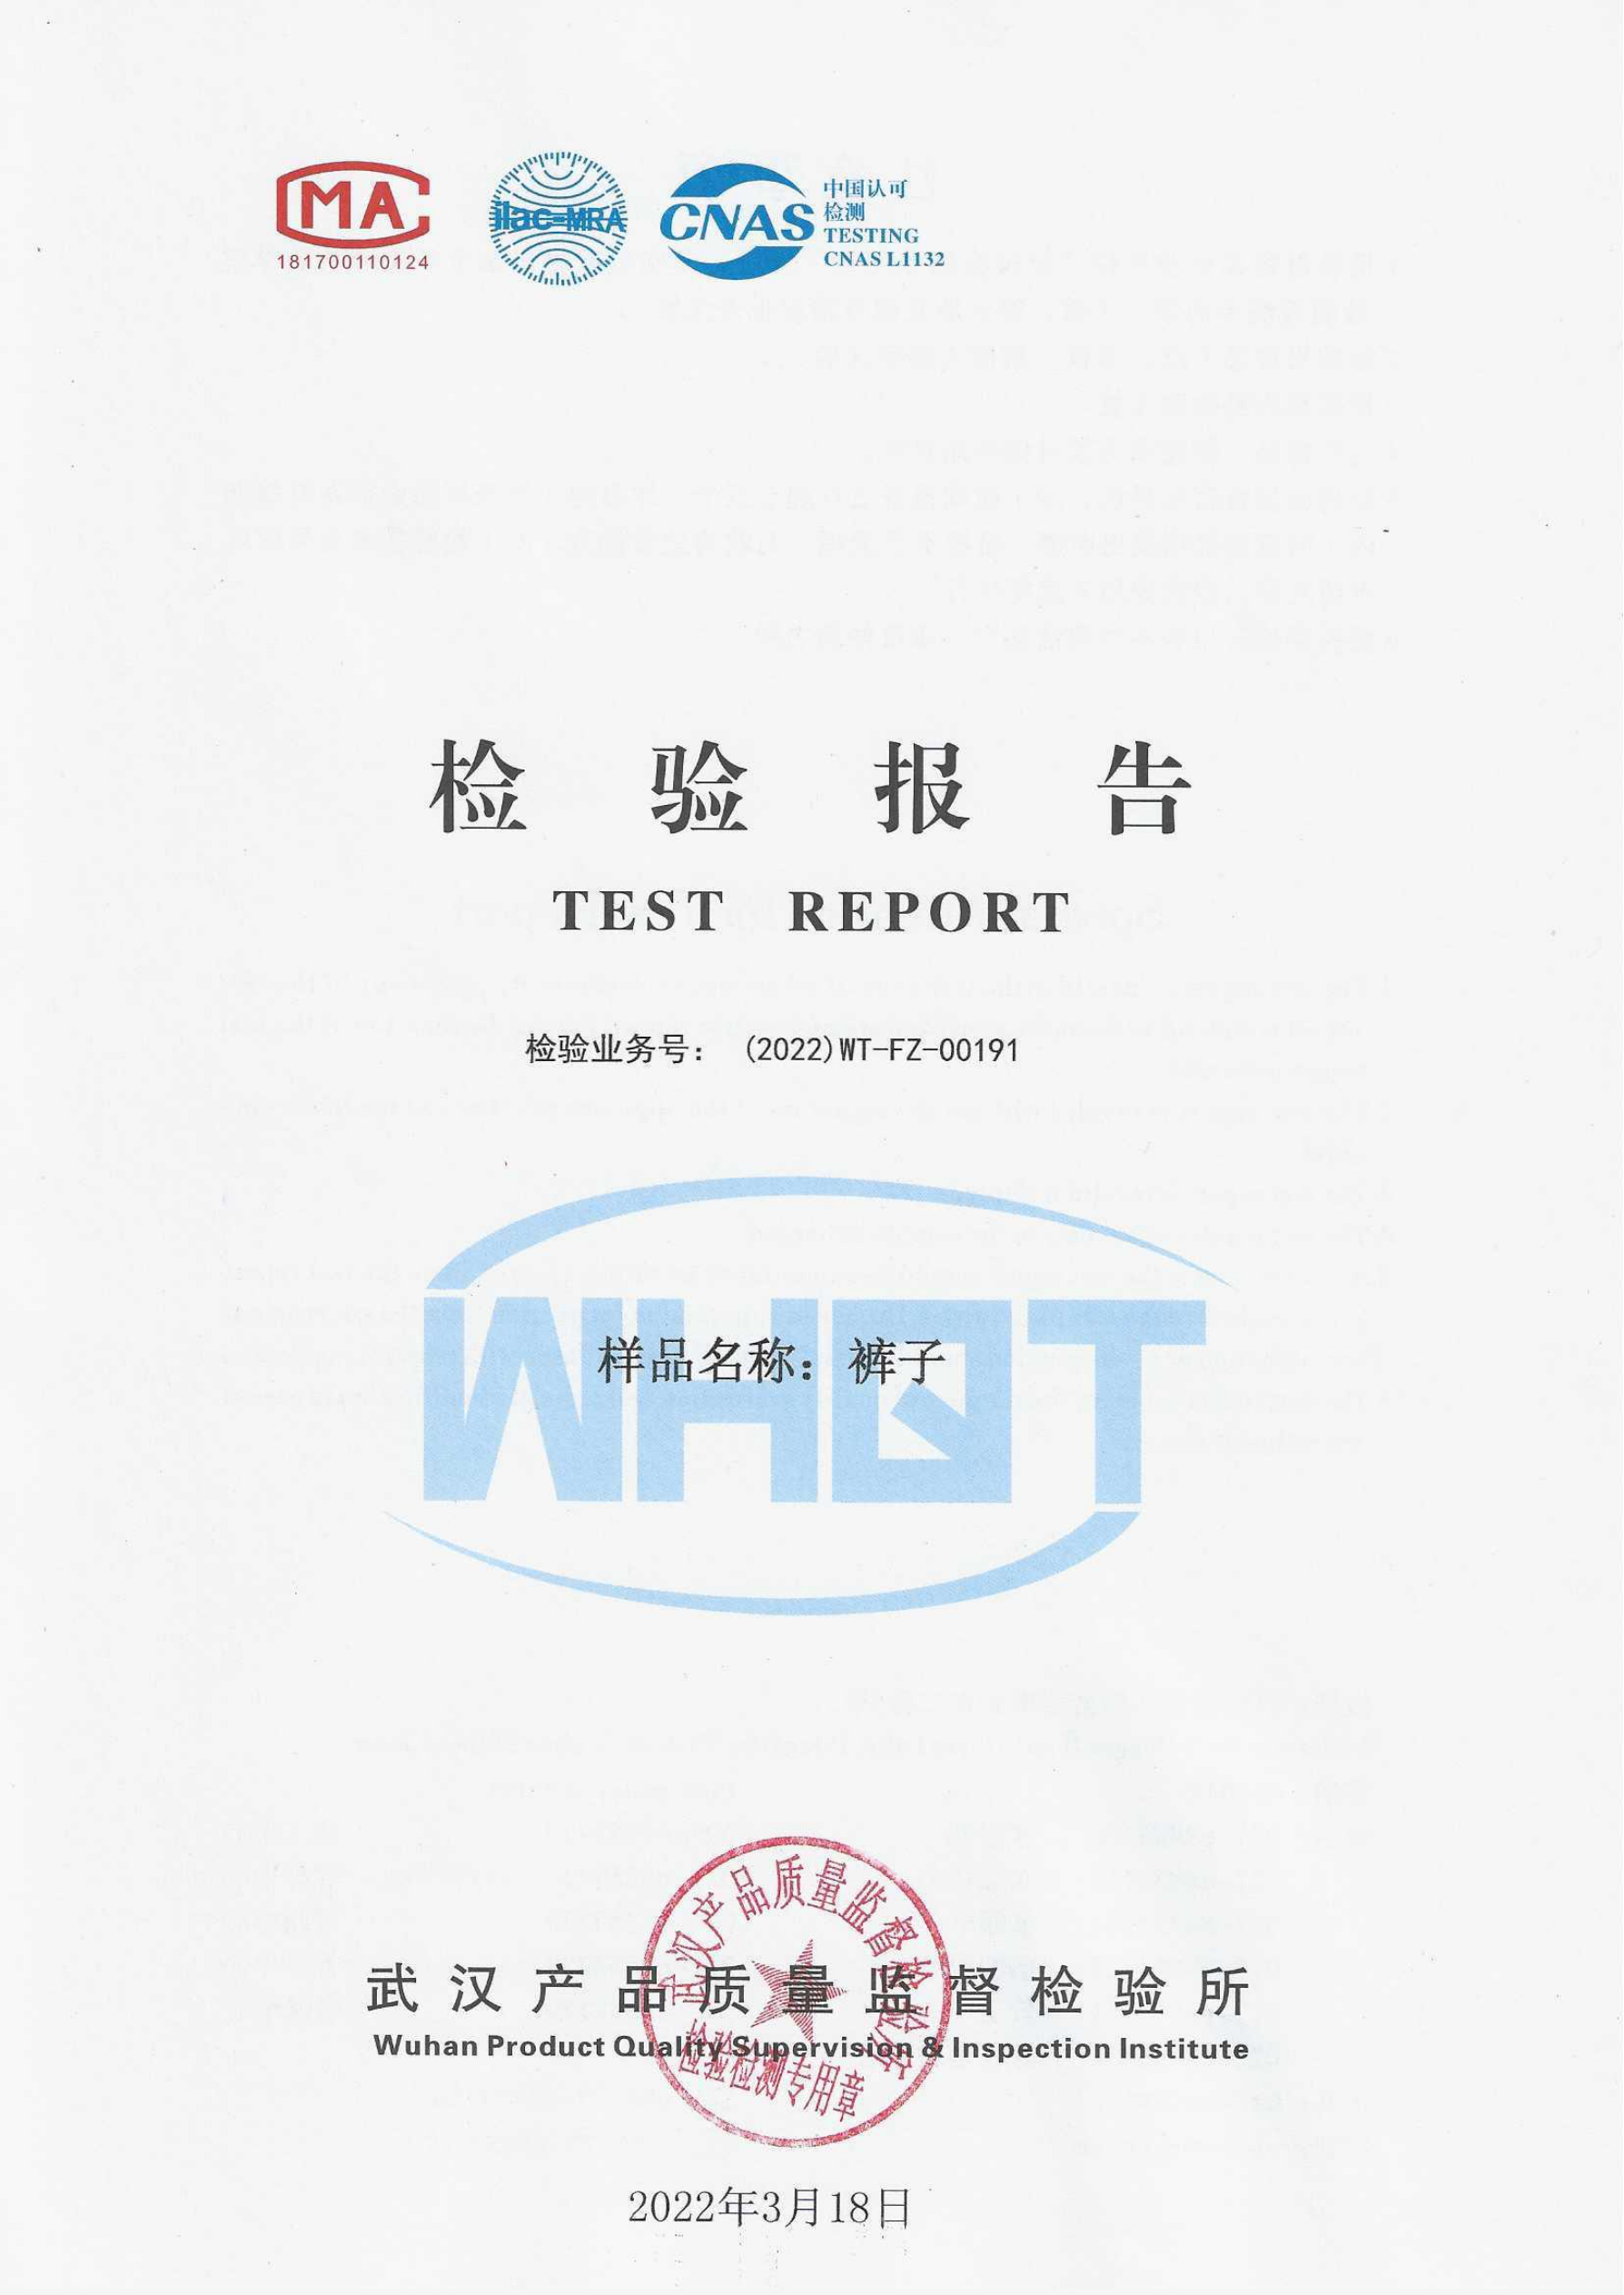 MA
181700110124
ilac-MRA
CNAS
中国认可
检测
TESTING
CNAS L1132
检验报告
TEST REPORT
检验业务号： (2022)WT-FZ-00191
WHQT
样品名称：裤子
武汉产品质量监督检验所
检验检测专用章
武汉产品质量监督检验所
Wuhan Product Quality Supervision & Inspection Institute
2022年3月18日